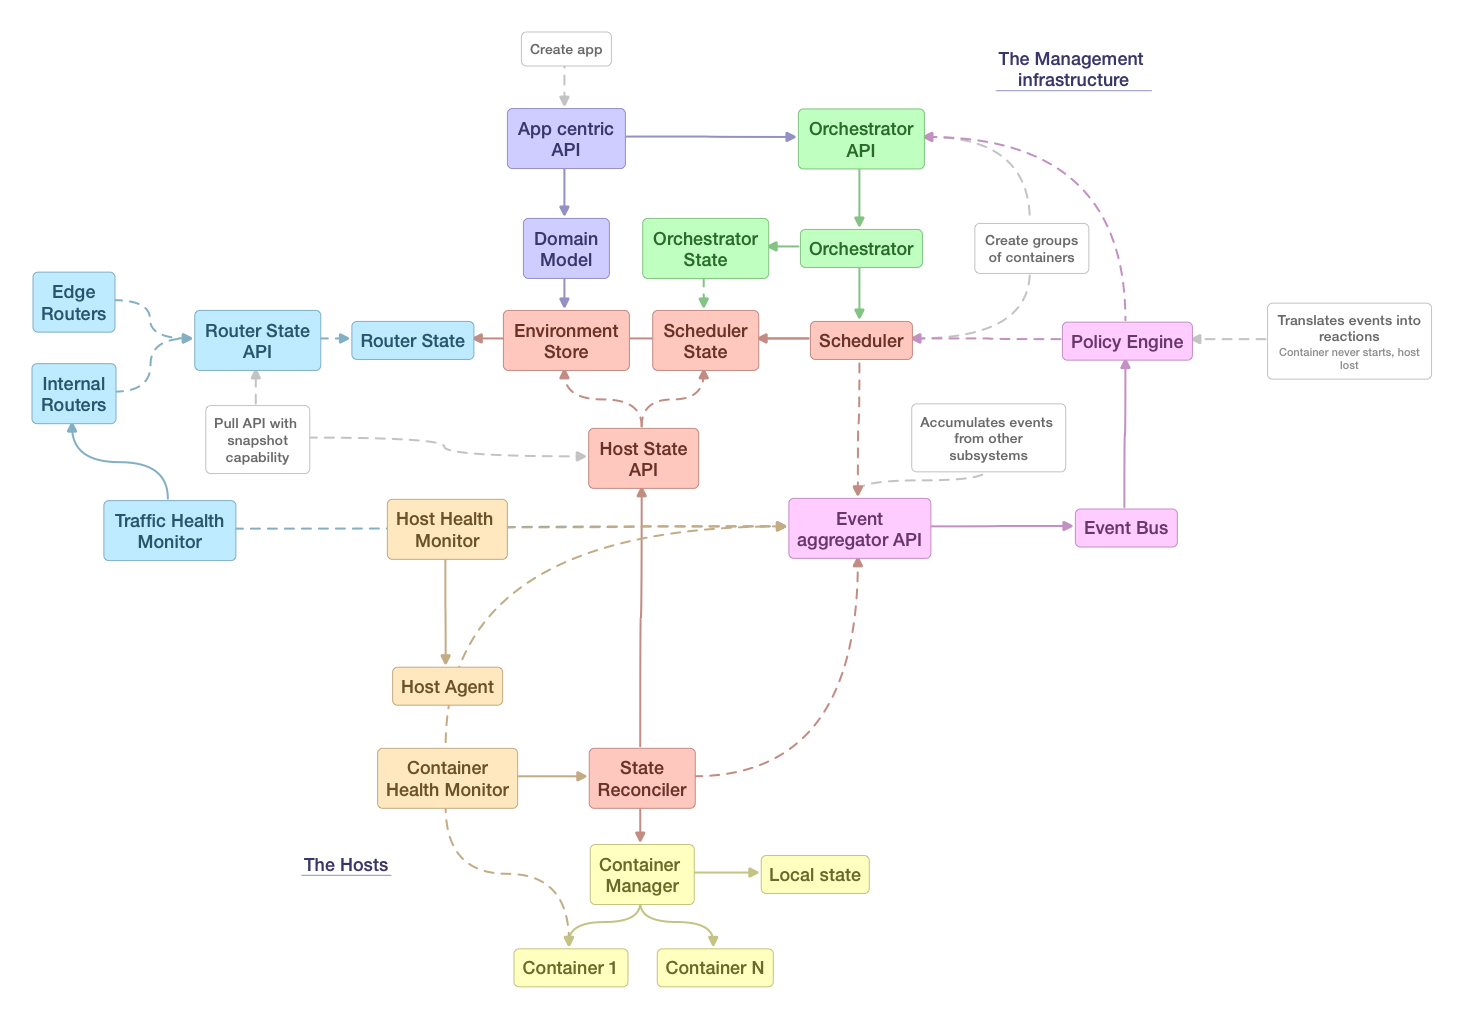 Create app
The Management
infrastructure
App centric
API
Orchestrator
API
Domain
Model
Orchestrator
State
Orchestrator
Create groups
of containers
Edge
Routers
Router State
API
Router State
Environment
Store
Scheduler
State
Scheduler
Policy Engine
Translates events into
reactions
Container never starts, host
lost
Internal
Routers
Pull API with
snapshot
capability
Host State
API
Accumulates events
from other
subsystems
Traffic Health
Monitor
Host Health
Monitor
Event
aggregator API
Event Bus
Host Agent
Container
Health Monitor
State
Reconciler
The Hosts
Container
Manager
Local state
Container 1
Container N